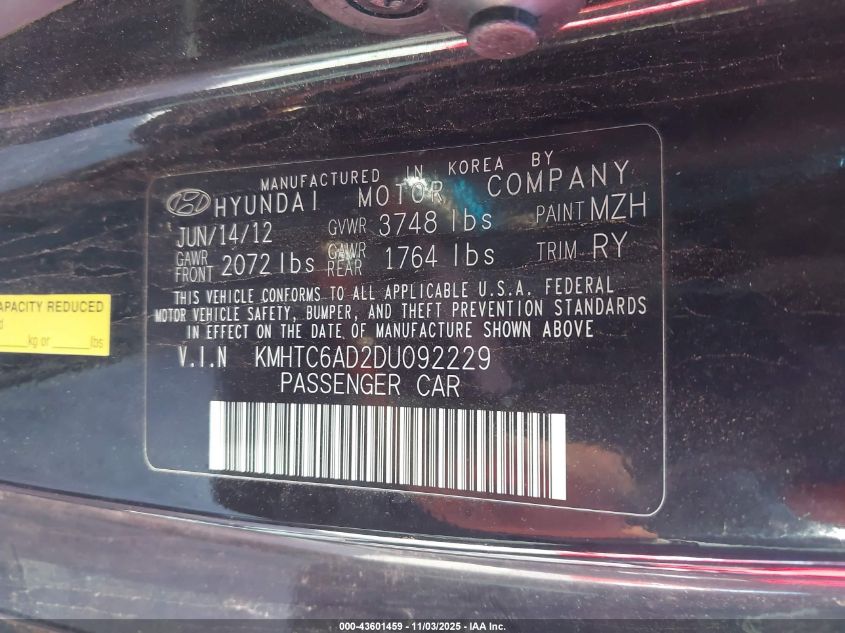 MANUFACTURED IN KOREA BY
HYUNDAI MOTOR COMPANY
JUN/14/12 GVWR 3748 lbs PAINT MZH
GAWR FRONT 2072 lbs GAWR REAR 1764 lbs TRIM RY
THIS VEHICLE CONFORMS TO ALL APPLICABLE U.S.A. FEDERAL
MOTOR VEHICLE SAFETY, BUMPER, AND THEFT PREVENTION STANDARDS
IN EFFECT ON THE DATE OF MANUFACTURE SHOWN ABOVE
V.I.N KMHTC6AD2DU092229
PASSENGER CAR
CAPACITY REDUCED
kg or ______lbs
000-43601459 - 11/03/2025 - IAA Inc.